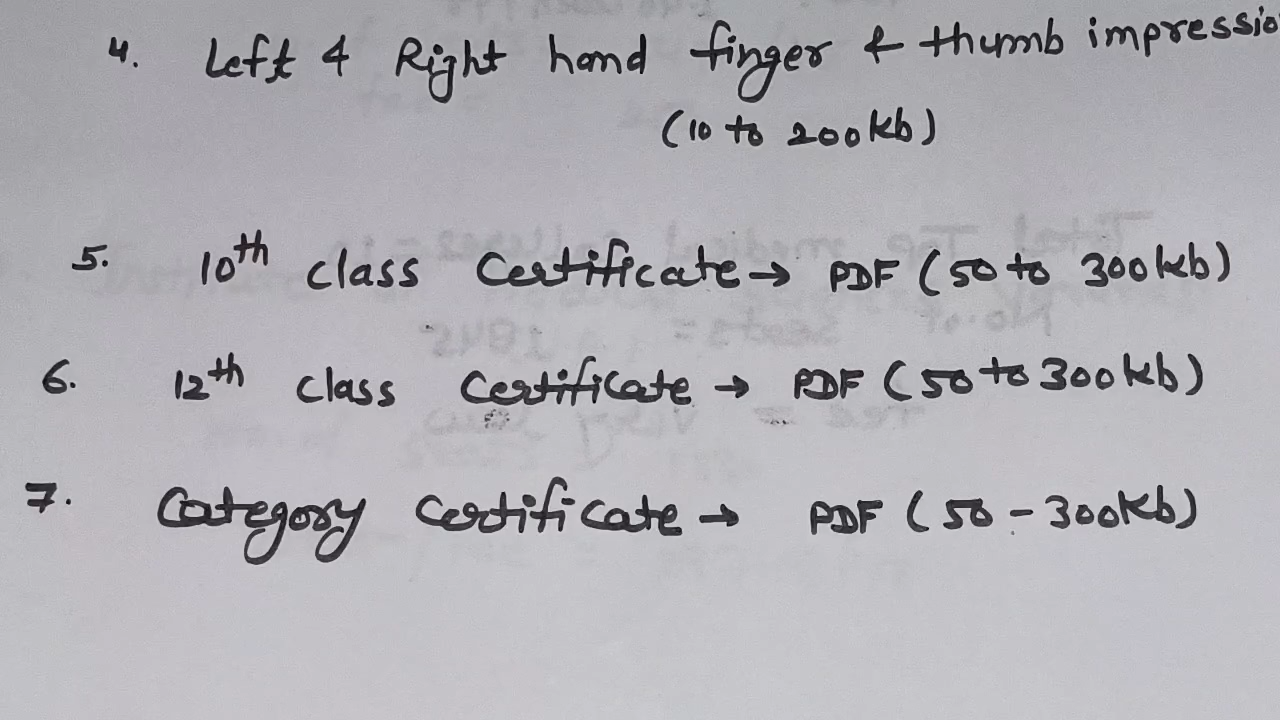 4. Left & Right hand finger & thumb impressio
(10 to 200kb)
5. 10th class Certificate → PDF (50 to 300kb)
6. 12th class Certificate → PDF (50 to 300kb)
7. Category Certificate → PDF (50 - 300Kb)